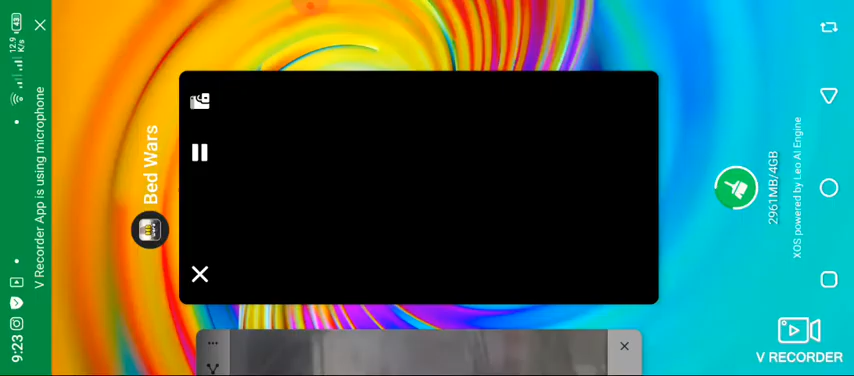 9:23
12.9
K/s
43
V Recorder App is using microphone
Bed Wars
2961MB/4GB
XOS powered by Leo AI Engine
V RECORDER